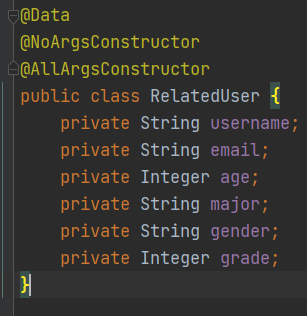 @Data
@NoArgsConstructor
@AllArgsConstructor
public class RelatedUser {
    private String username;
    private String email;
    private Integer age;
    private String major;
    private String gender;
    private Integer grade;
}